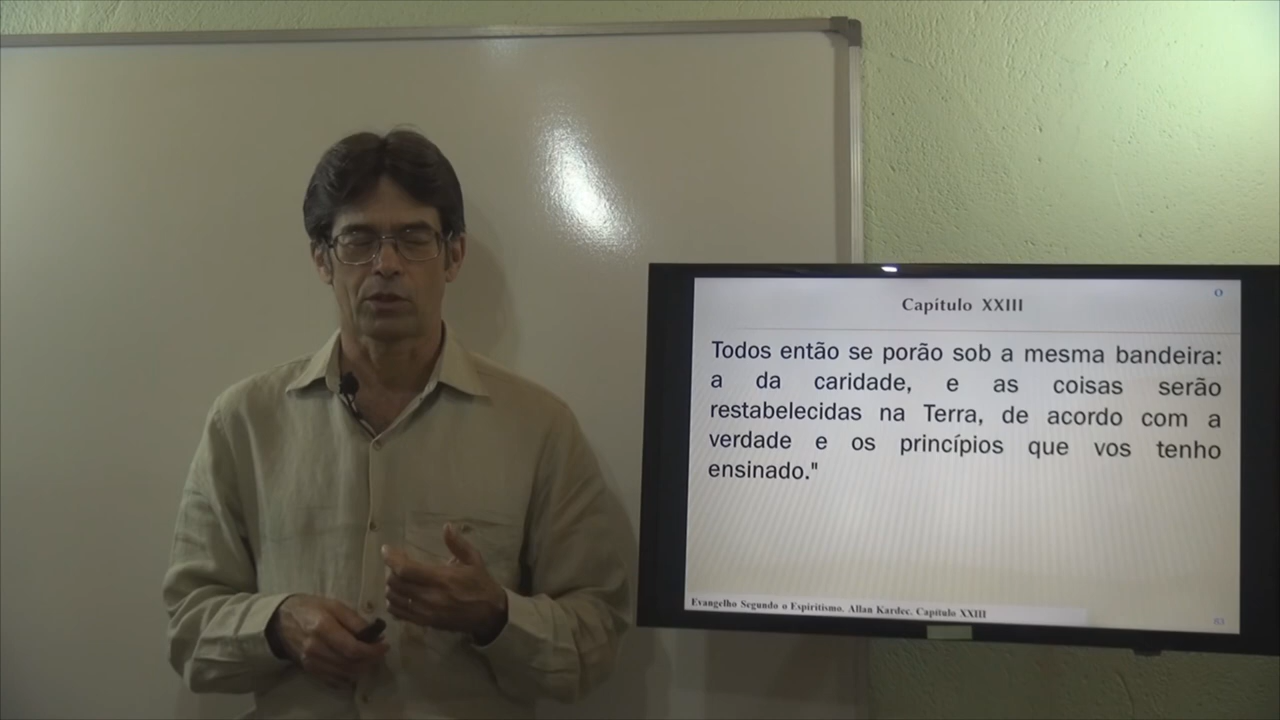 Capítulo XXIII
Todos então se porão sob a mesma bandeira:
a da caridade, e as coisas serão
restabelecidas na Terra, de acordo com a
verdade e os princípios que vos tenho
ensinado."
Evangelho Segundo o Espiritismo. Allan Kardec. Capítulo XXIII
63